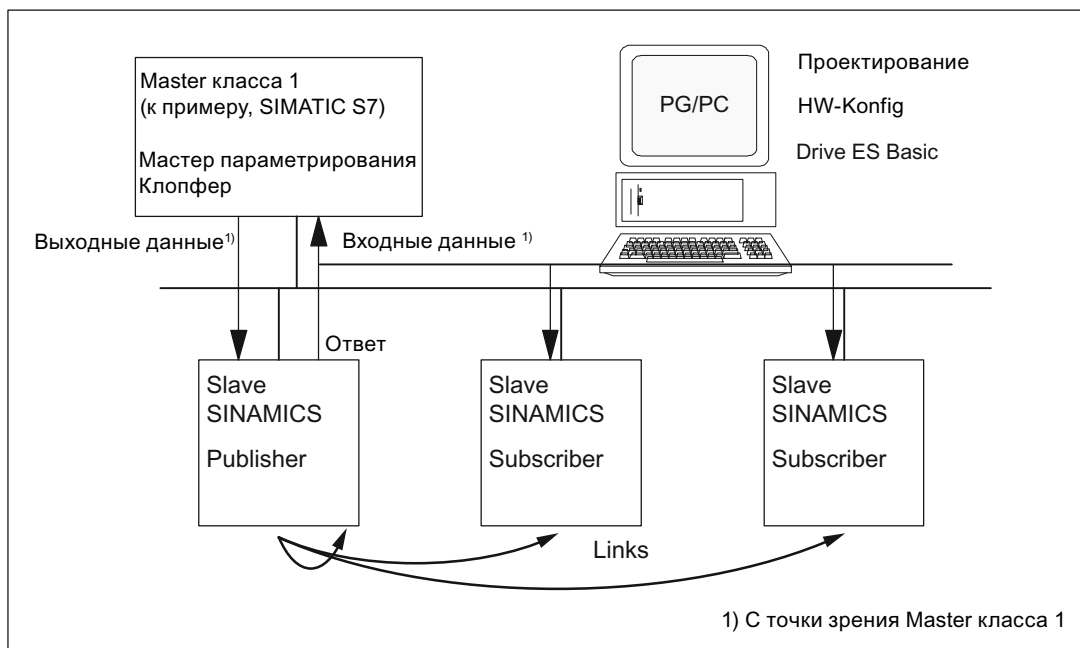 Master класса 1
(к примеру, SIMATIC S7)
Мастер параметрирования
Клопфер
PG/PC
Проектирование
HW-Konfig
Drive ES Basic
Выходные данные 1)
Входные данные 1)
Ответ
Slave
SINAMICS
Publisher
Slave
SINAMICS
Subscriber
Slave
SINAMICS
Subscriber
Links
1) С точки зрения Master класса 1